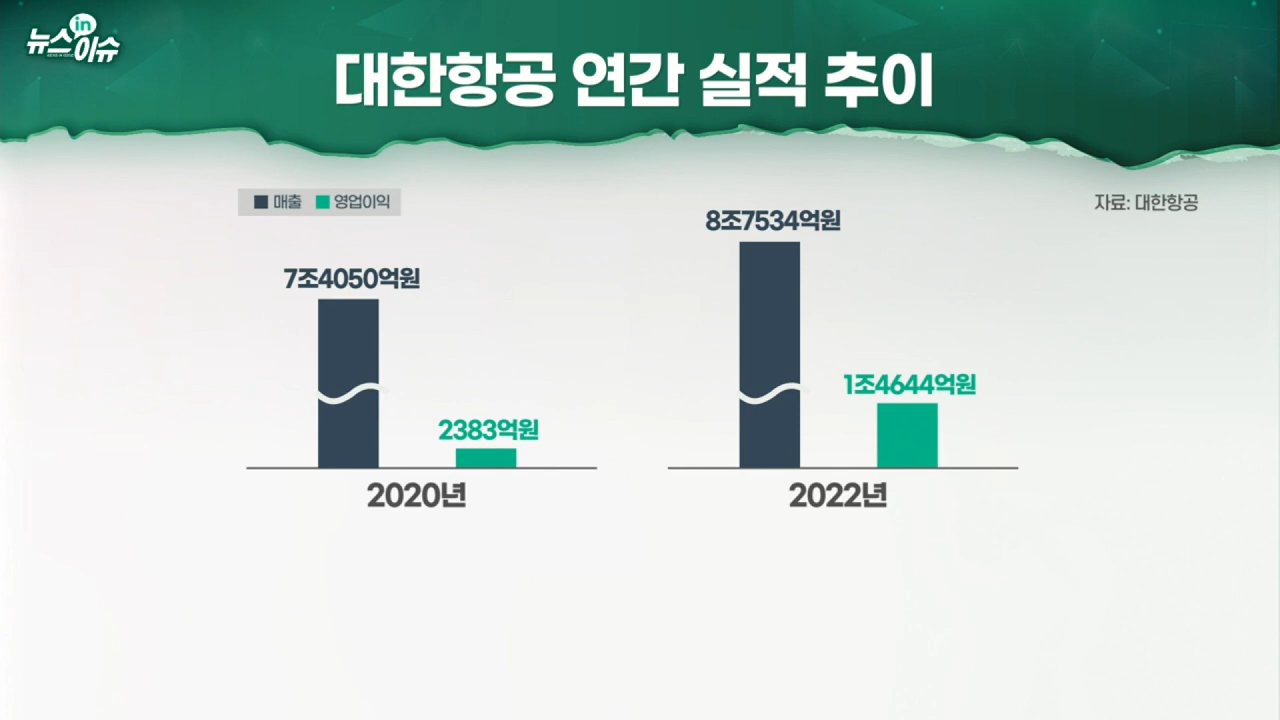 뉴스in이슈
대한항공 연간 실적 추이
매출 영업이익
자료: 대한항공
7조4050억원
2383억원
2020년
8조7534억원
1조4644억원
2022년